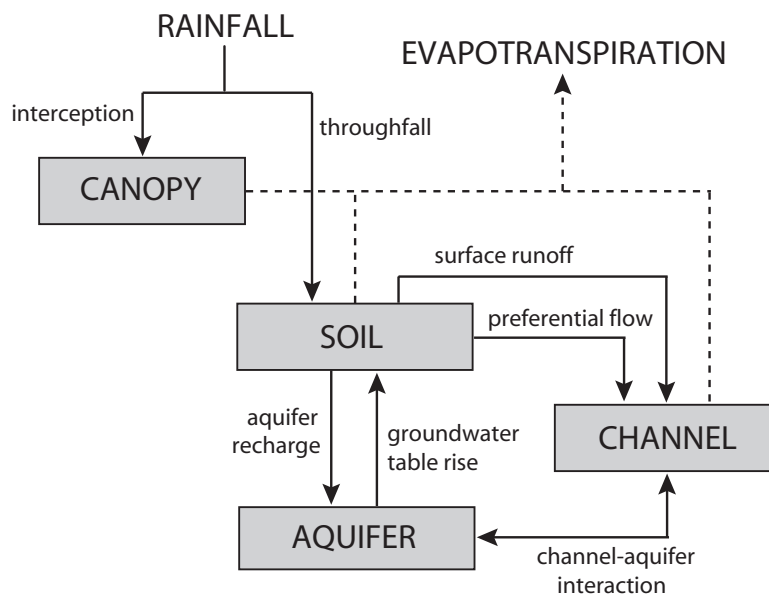 RAINFALL
EVAPOTRANSPIRATION
interception
throughfall
CANOPY
surface runoff
preferential flow
SOIL
aquifer
recharge
groundwater
table rise
CHANNEL
AQUIFER
channel-aquifer
interaction